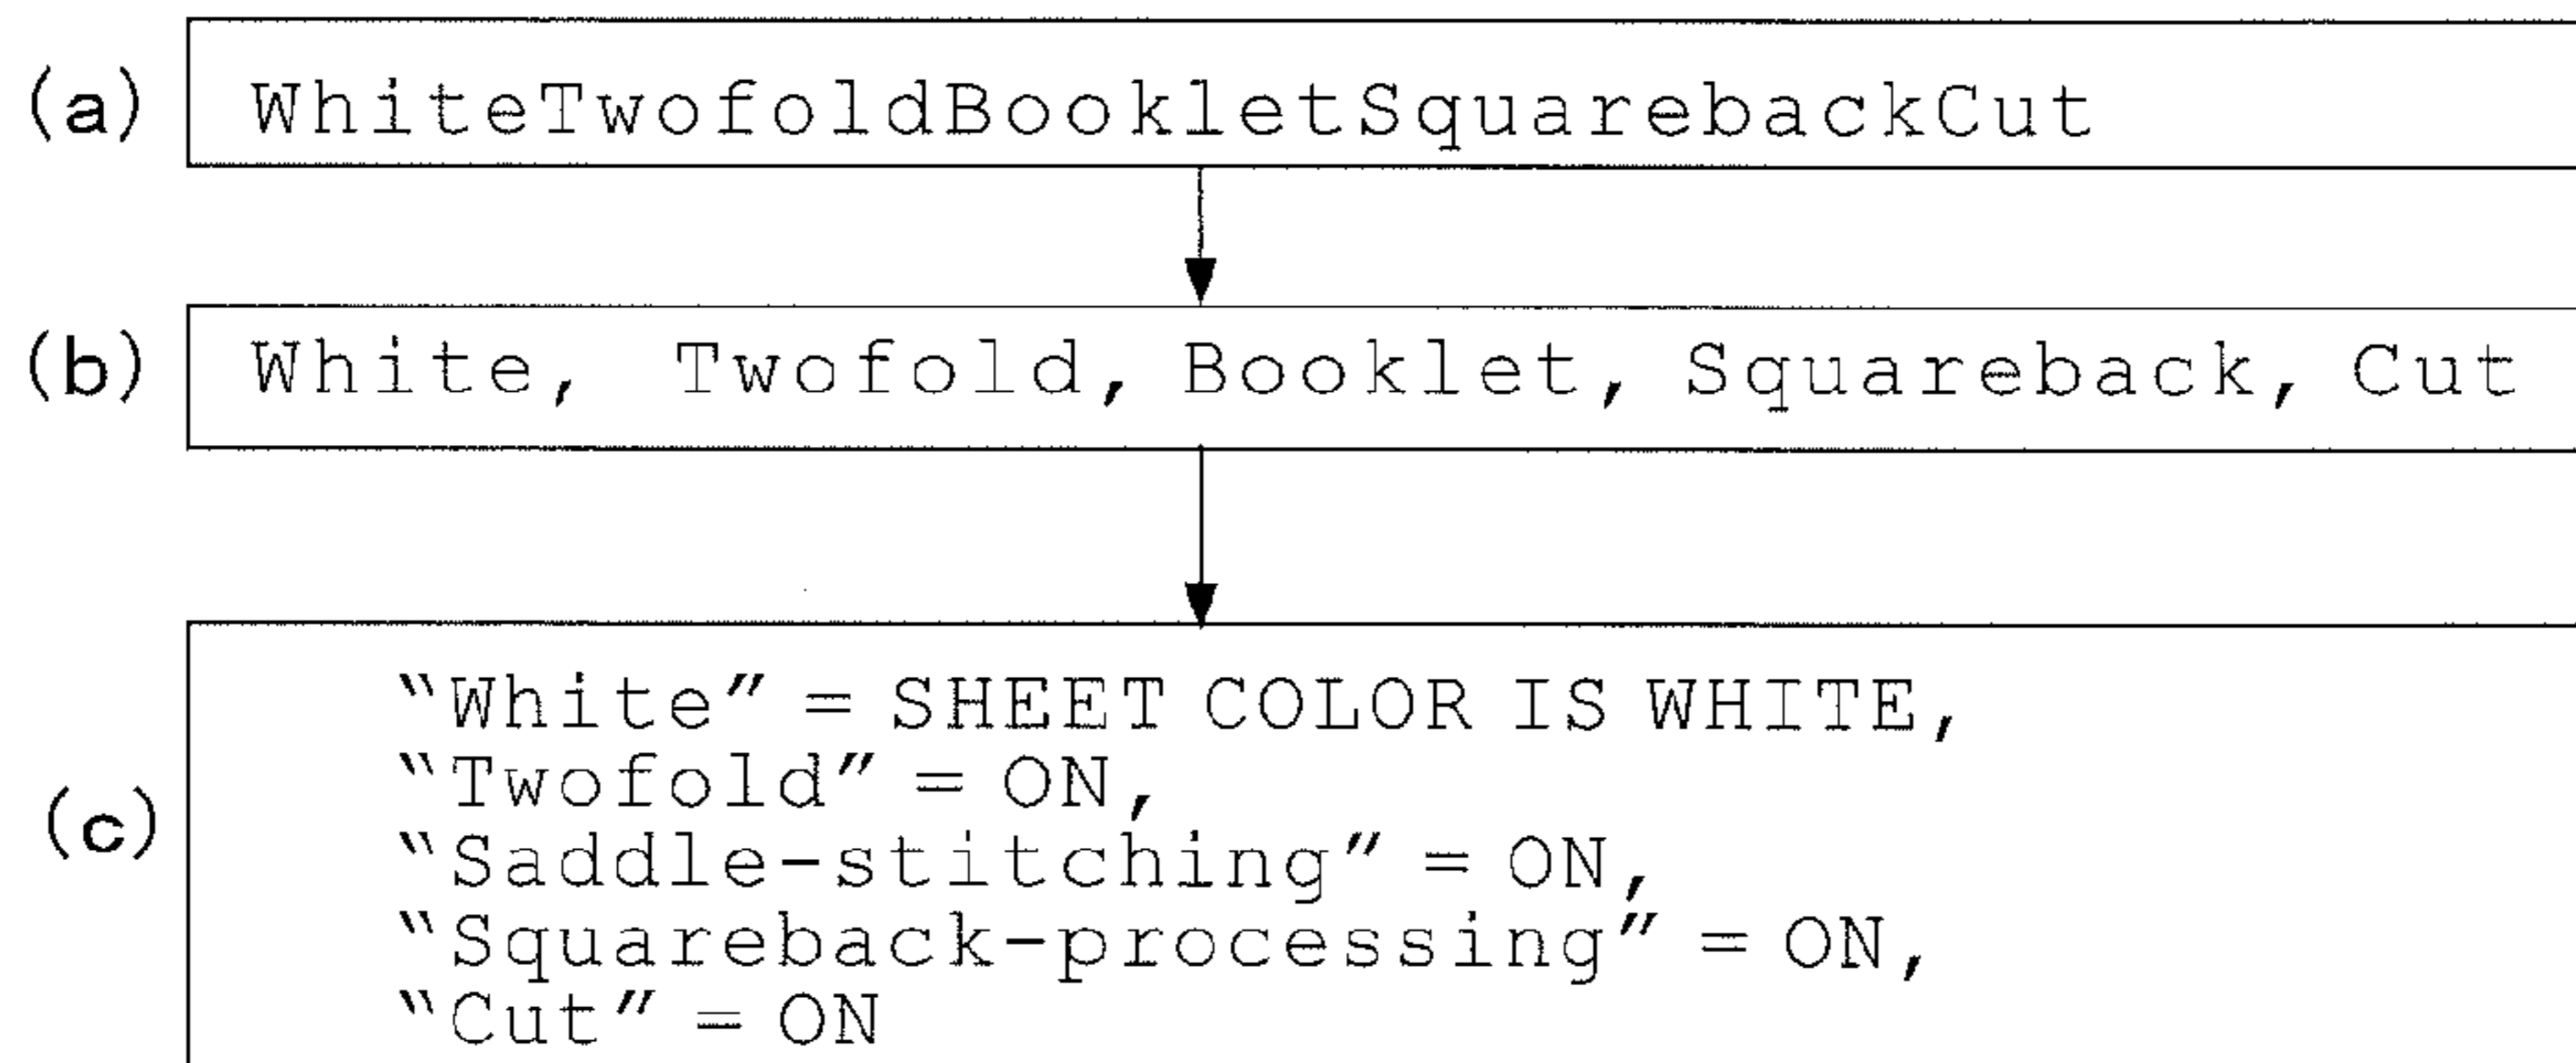 (a) WhiteTwofoldBookletSquarebackCut
(b) White, Twofold, Booklet, Squareback, Cut
(c)
“White” = SHEET COLOR IS WHITE,
“Twofold” = ON,
“Saddle-stitching” = ON,
“Squareback-processing” = ON,
“Cut” = ON